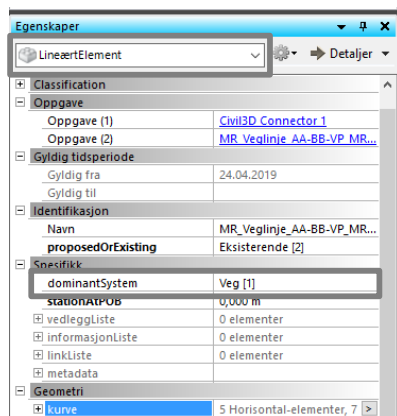 Egenskaper
LineærtElement
Detaljer
Classification
Oppgave
Oppgave (1) Civil3D Connector 1
Oppgave (2) MR_Veglinje_AA-BB-VP_MR...
Gyldig tidsperiode
Gyldig fra 24.04.2019
Gyldig til
Identifikasjon
Navn MR_Veglinje_AA-BB-VP_MR...
proposedOrExisting Eksisterende [2]
Spesifikk
dominantSystem Veg [1]
stationAtPOB 0,000 m
vedleggListe 0 elementer
informasjonListe 0 elementer
linkListe 0 elementer
metadata
Geometri
kurve 5 Horisontal-elementer, 7 >